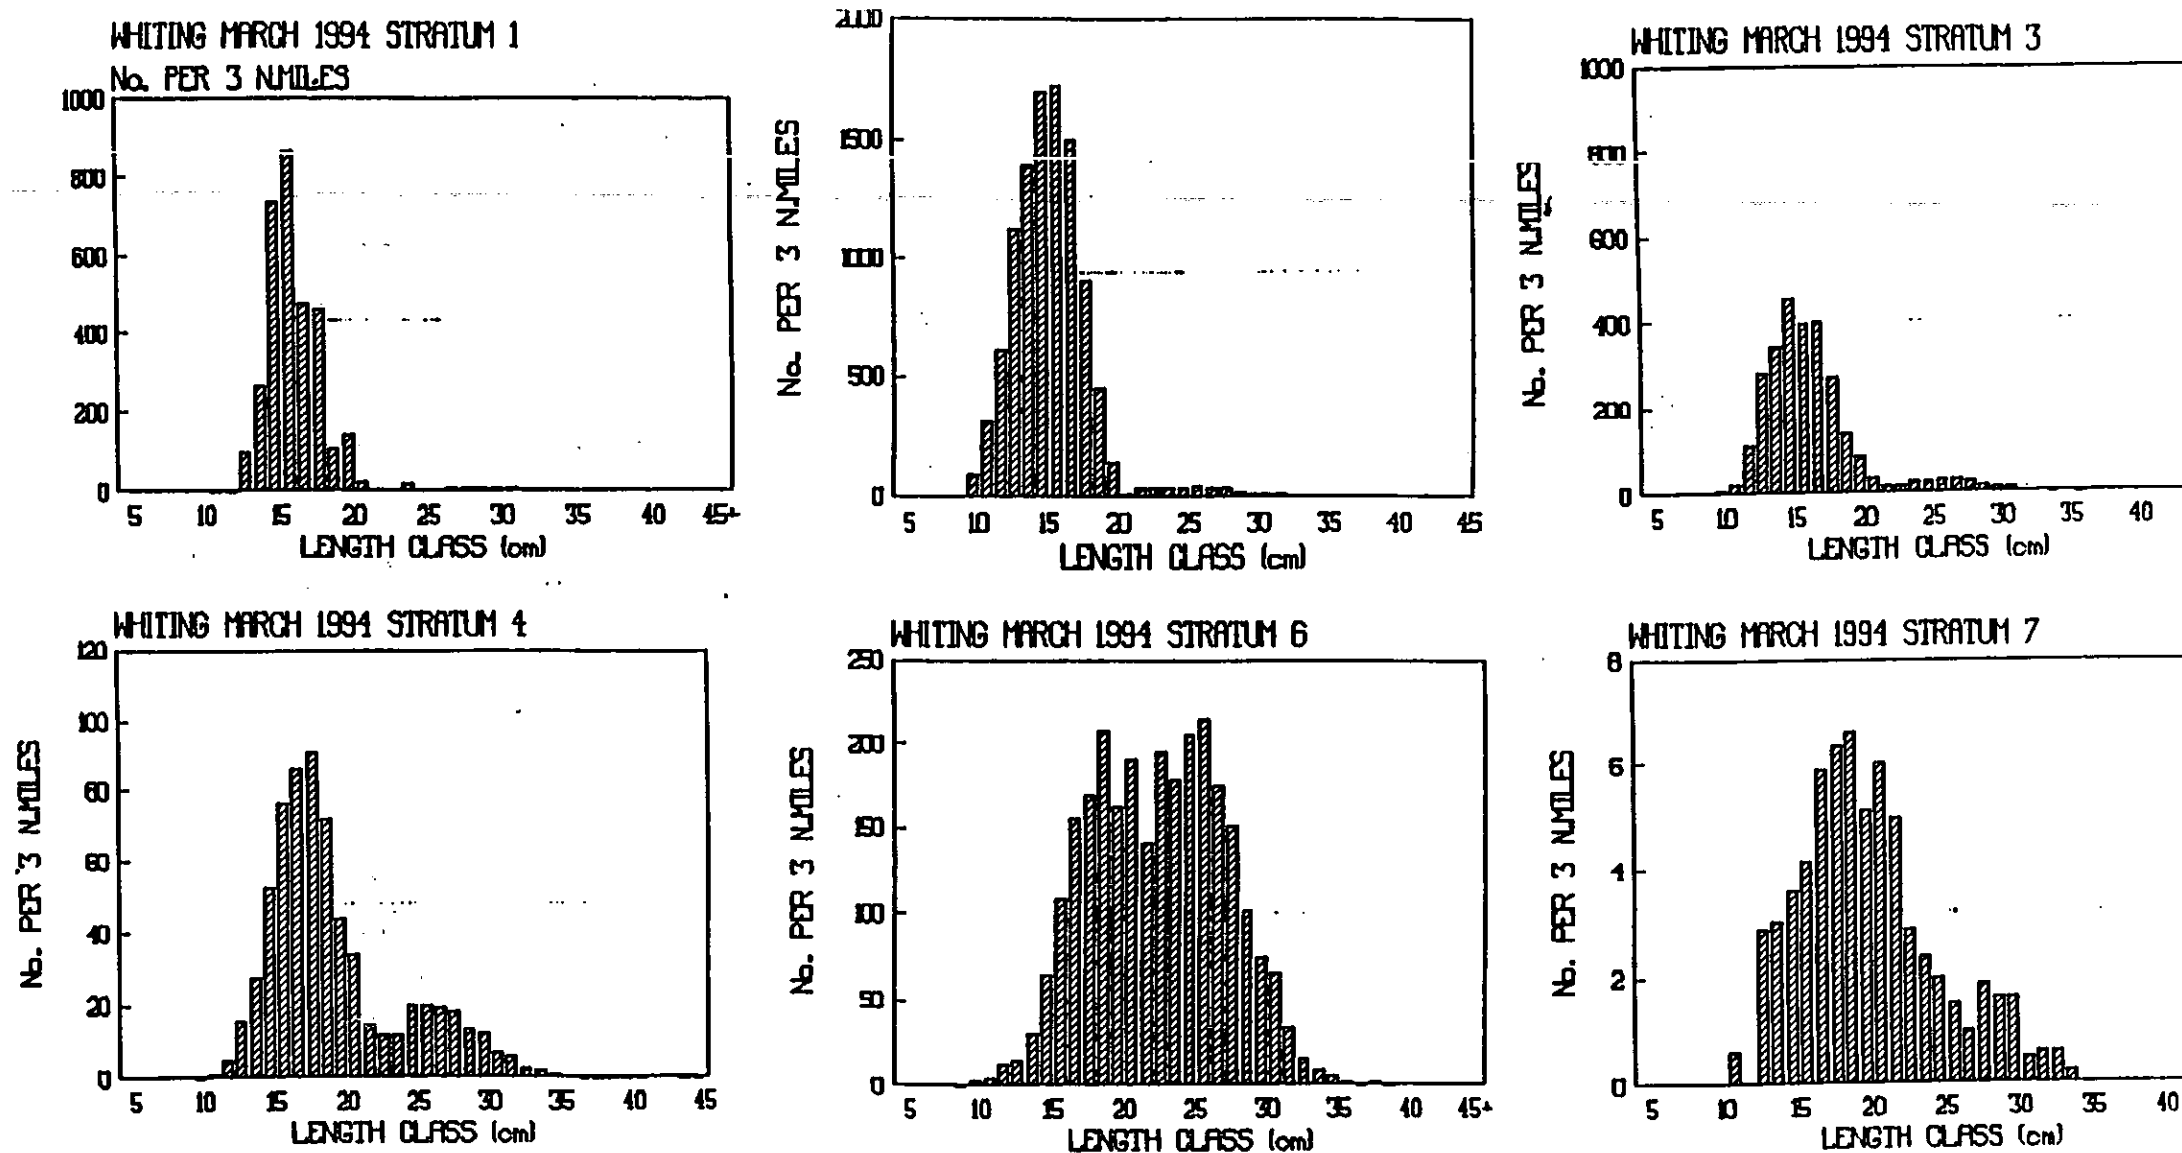 WHITING MARCH 1994 STRATUM 1
No. PER 3 N.MILES
1000
800
600
400
200
0
5 10 15 20 25 30 35 40 45+
LENGTH CLASS (cm)
No. PER 3 N.MILES
2000
1500
1000
500
0
5 10 15 20 25 30 35 40 45
LENGTH CLASS (cm)
WHITING MARCH 1994 STRATUM 3
No. PER 3 N.MILES
1000
800
600
400
200
0
5 10 15 20 25 30 35 40
LENGTH CLASS (cm)
WHITING MARCH 1994 STRATUM 4
No. PER 3 N.MILES
120
100
80
60
40
20
0
5 10 15 20 25 30 35 40 45
LENGTH CLASS (cm)
WHITING MARCH 1994 STRATUM 6
No. PER 3 N.MILES
250
200
150
100
50
0
5 10 15 20 25 30 35 40 45+
LENGTH CLASS (cm)
WHITING MARCH 1994 STRATUM 7
No. PER 3 N.MILES
8
6
4
2
0
5 10 15 20 25 30 35 40
LENGTH CLASS (cm)